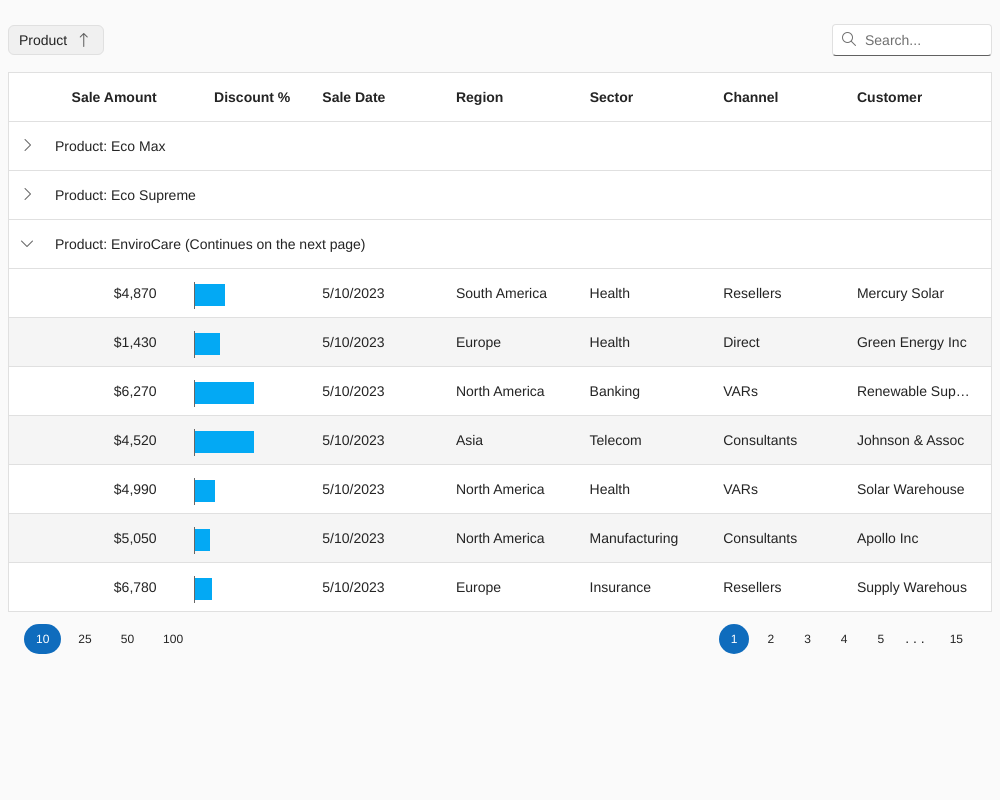 Product
Search...
Sale Amount Discount % Sale Date Region Sector Channel Customer
Product: Eco Max
Product: Eco Supreme
Product: EnviroCare (Continues on the next page)
$4,870 5/10/2023 South America Health Resellers Mercury Solar
$1,430 5/10/2023 Europe Health Direct Green Energy Inc
$6,270 5/10/2023 North America Banking VARs Renewable Sup…
$4,520 5/10/2023 Asia Telecom Consultants Johnson & Assoc
$4,990 5/10/2023 North America Health VARs Solar Warehouse
$5,050 5/10/2023 North America Manufacturing Consultants Apollo Inc
$6,780 5/10/2023 Europe Insurance Resellers Supply Warehous
10 25 50 100 1 2 3 4 5 ... 15